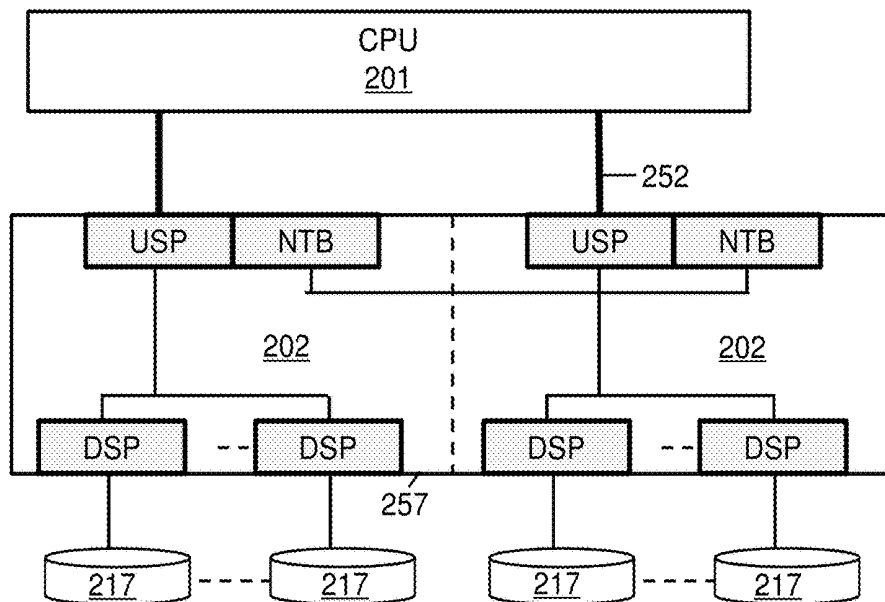 CPU
201
252
USP NTB USP NTB
202 202
DSP DSP DSP DSP
257
217 217 217 217